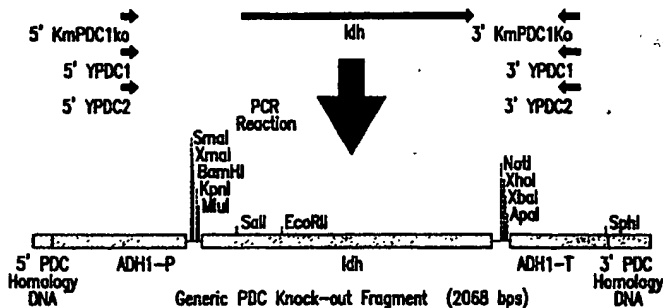 5' KmPDC1ko
ldh
3' KmPDC1Ko
5' YPDC1
3' YPDC1
5' YPDC2
3' YPDC2
PCR
Reaction
SmaI
XmaI
BamHI
KpnI
MluI
NotI
XhoI
XbaI
ApaI
SalI
EcoRII
SphI
5' PDC
Homology
DNA
ADH1-P
ldh
ADH1-T
3' PDC
Homology
DNA
Generic PDC Knock-out Fragment (2068 bps)